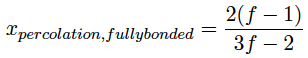 x_{percolation,fullybonded} = \frac{2(f-1)}{3f-2}